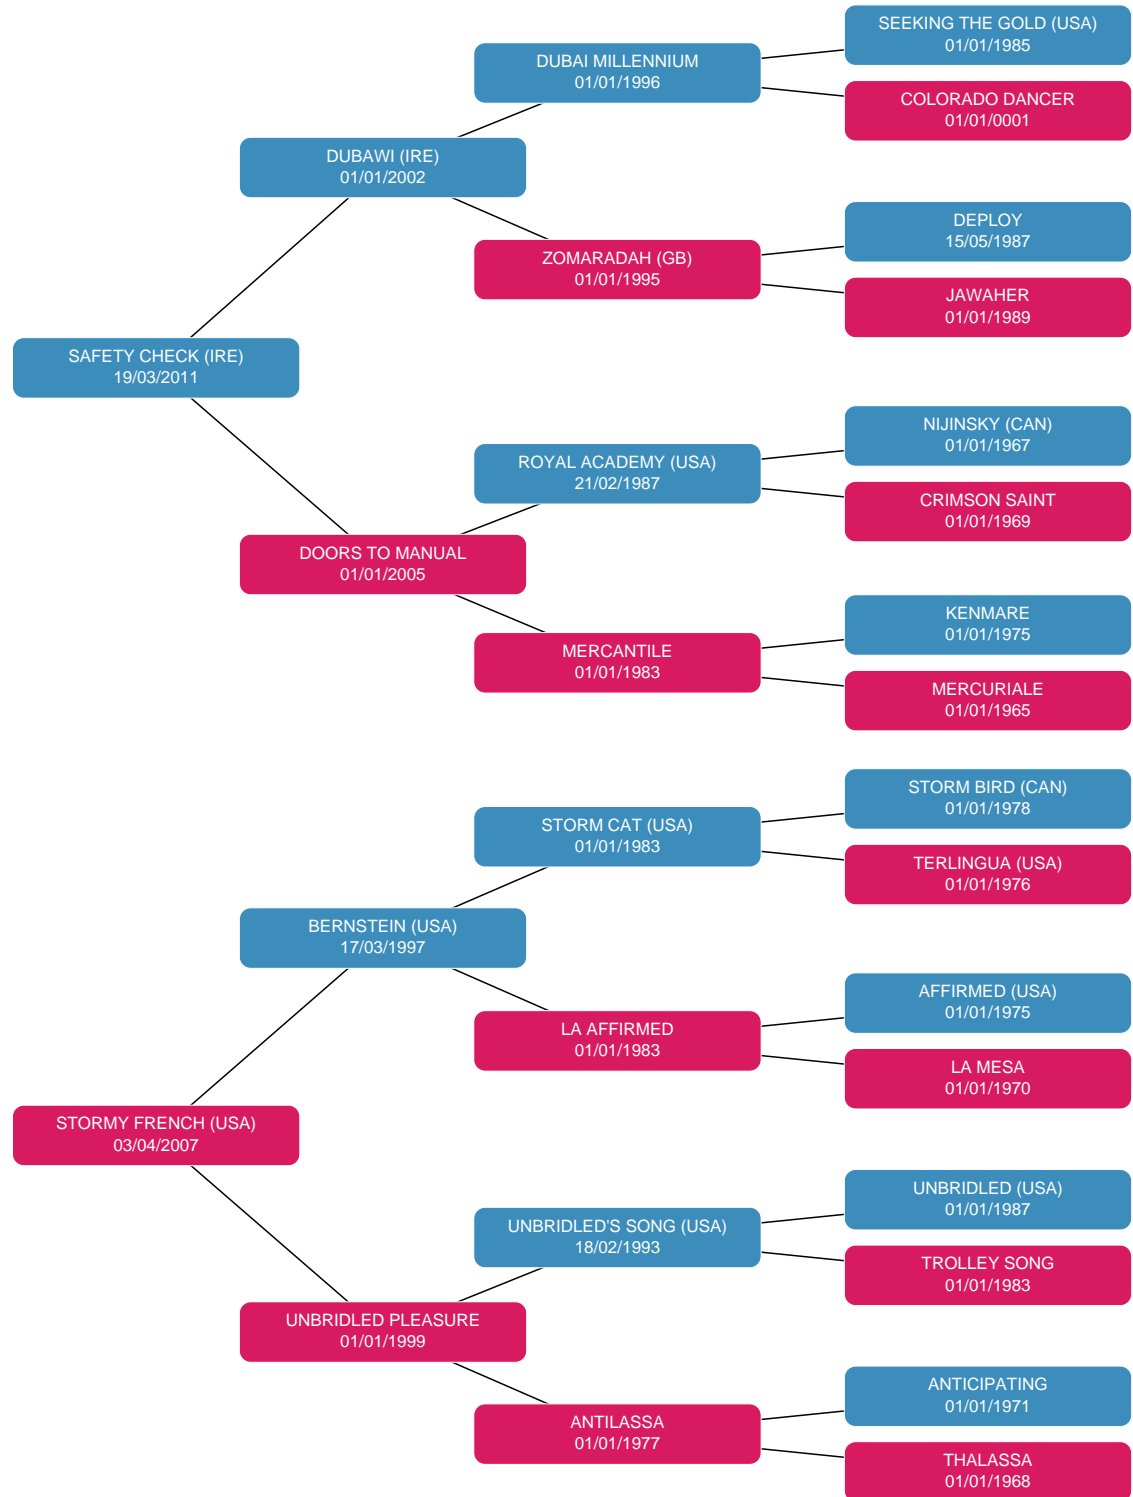 SEEKING THE GOLD (USA)
01/01/1985
DUBAI MILLENNIUM
01/01/1996
COLORADO DANCER
01/01/0001
DUBAWI (IRE)
01/01/2002
DEPLOY
15/05/1987
ZOMARADAH (GB)
01/01/1995
JAWAHER
01/01/1989
SAFETY CHECK (IRE)
19/03/2011
NIJINSKY (CAN)
01/01/1967
ROYAL ACADEMY (USA)
21/02/1987
CRIMSON SAINT
01/01/1969
DOORS TO MANUAL
01/01/2005
KENMARE
01/01/1975
MERCANTILE
01/01/1983
MERCURIALE
01/01/1965
STORM BIRD (CAN)
01/01/1978
STORM CAT (USA)
01/01/1983
TERLINGUA (USA)
01/01/1976
BERNSTEIN (USA)
17/03/1997
AFFIRMED (USA)
01/01/1975
LA AFFIRMED
01/01/1983
LA MESA
01/01/1970
STORMY FRENCH (USA)
03/04/2007
UNBRIDLED (USA)
01/01/1987
UNBRIDLED'S SONG (USA)
18/02/1993
TROLLEY SONG
01/01/1983
UNBRIDLED PLEASURE
01/01/1999
ANTICIPATING
01/01/1971
ANTILASSA
01/01/1977
THALASSA
01/01/1968